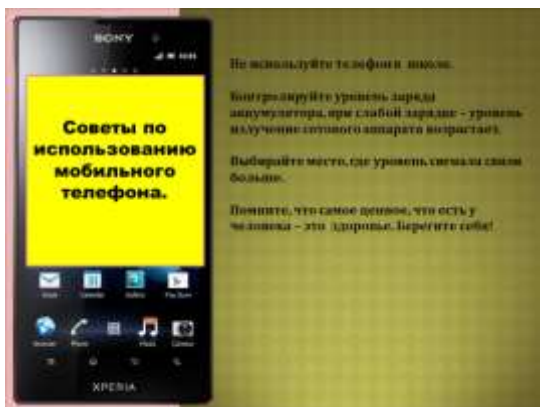 SONY
Советы по
использованию
мобильного
телефона.
XPERIA
Не используйте телефон в школе.
Контролируйте уровень заряда
аккумулятора, при слабой зарядке – уровень
излучение сотового аппарата возрастает.
Выбирайте место, где уровень сигнала связи
больше.
Помните, что самое ценное, что есть у
человека – это здоровье. Берегите себя!